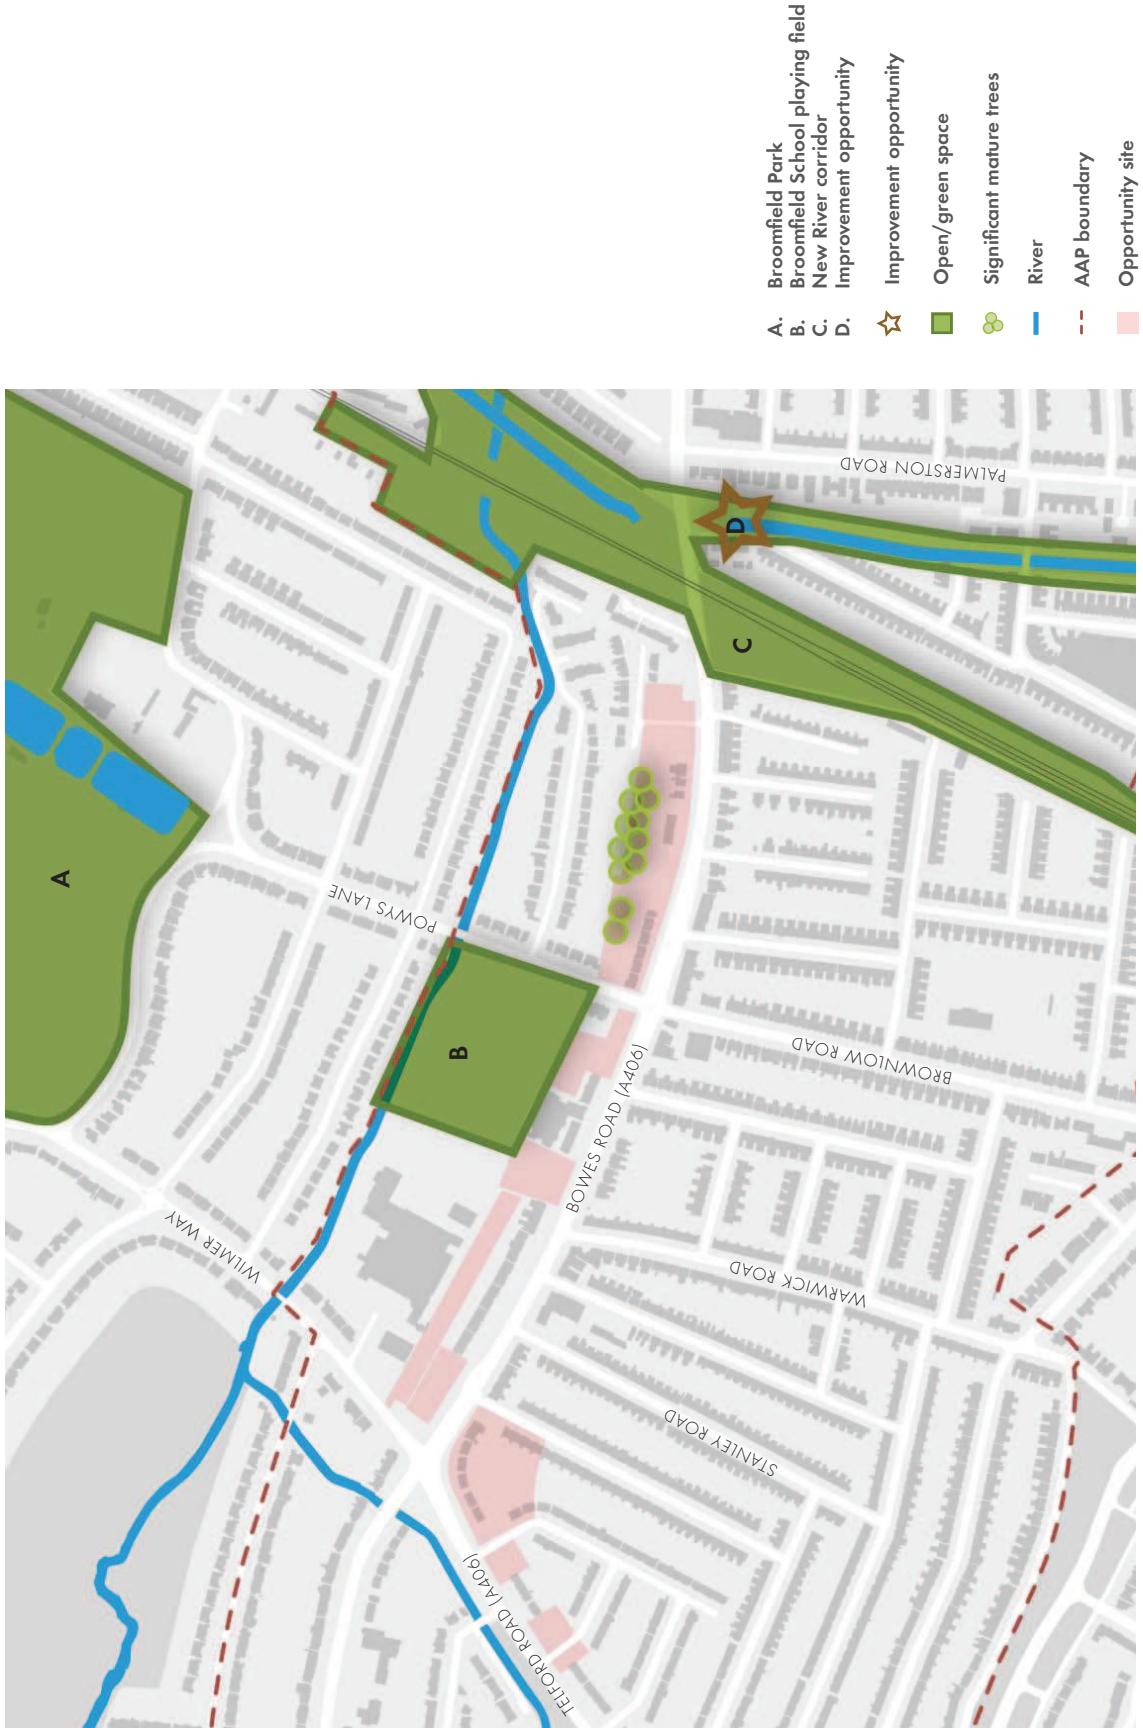 A
B
C
D
POWYS LANE
WILMER WAY
BOWES ROAD (A406)
TELFORD ROAD (A406)
BROWNLOW ROAD
WARWICK ROAD
STANLEY ROAD
PALMERSTON ROAD
A. Broomfield Park
B. Broomfield School playing field
C. New River corridor
D. Improvement opportunity
Improvement opportunity
Open/green space
Significant mature trees
River
AAP boundary
Opportunity site